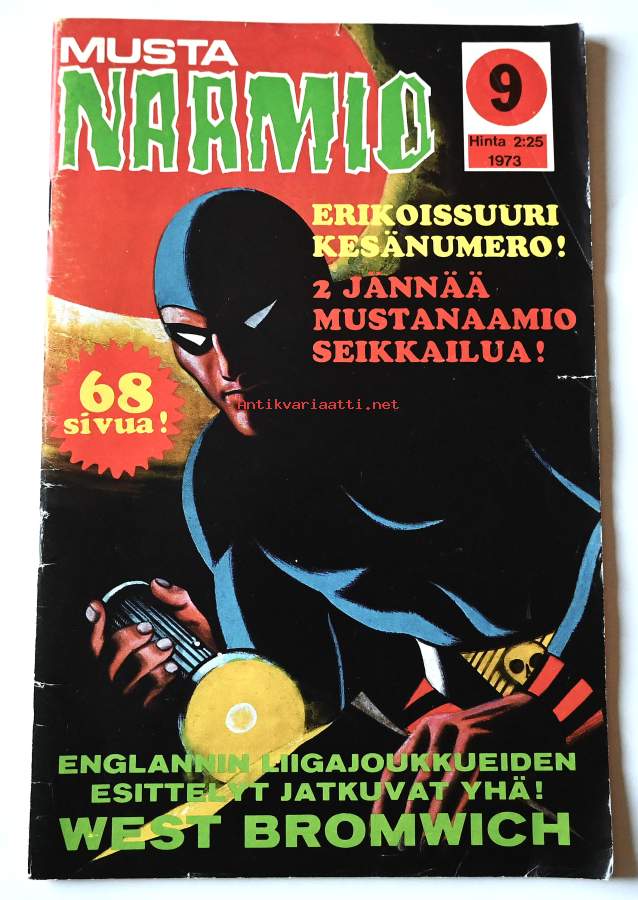 MUSTA
NAAMIO
9
Hinta 2:25
1973
ERIKOISSUURI
KESÄNUMERO!
2 JÄNNÄÄ
MUSTANAAMIO
SEIKKAILUA!
68
sivua!
Antikvariaatti.net
ENGLANNIN LIIGAJOUKKUEIDEN
ESITTELYT JATKUVAT YHÄ!
WEST BROMWICH